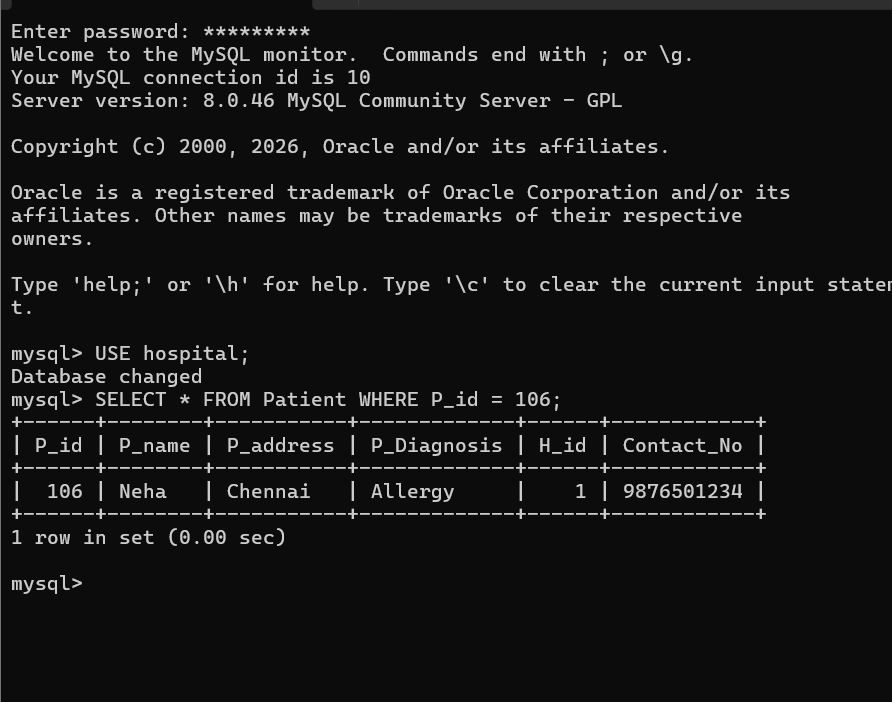 Enter password: *********
Welcome to the MySQL monitor.  Commands end with ; or \g.
Your MySQL connection id is 10
Server version: 8.0.46 MySQL Community Server - GPL

Copyright (c) 2000, 2026, Oracle and/or its affiliates.

Oracle is a registered trademark of Oracle Corporation and/or its
affiliates. Other names may be trademarks of their respective
owners.

Type 'help;' or '\h' for help. Type '\c' to clear the current input statemen
t.

mysql> USE hospital;
Database changed
mysql> SELECT * FROM Patient WHERE P_id = 106;
+------+--------+-----------+-------------+------+------------+
| P_id | P_name | P_address | P_Diagnosis | H_id | Contact_No |
+------+--------+-----------+-------------+------+------------+
|  106 | Neha   | Chennai   | Allergy     |    1 | 9876501234 |
+------+--------+-----------+-------------+------+------------+
1 row in set (0.00 sec)

mysql>